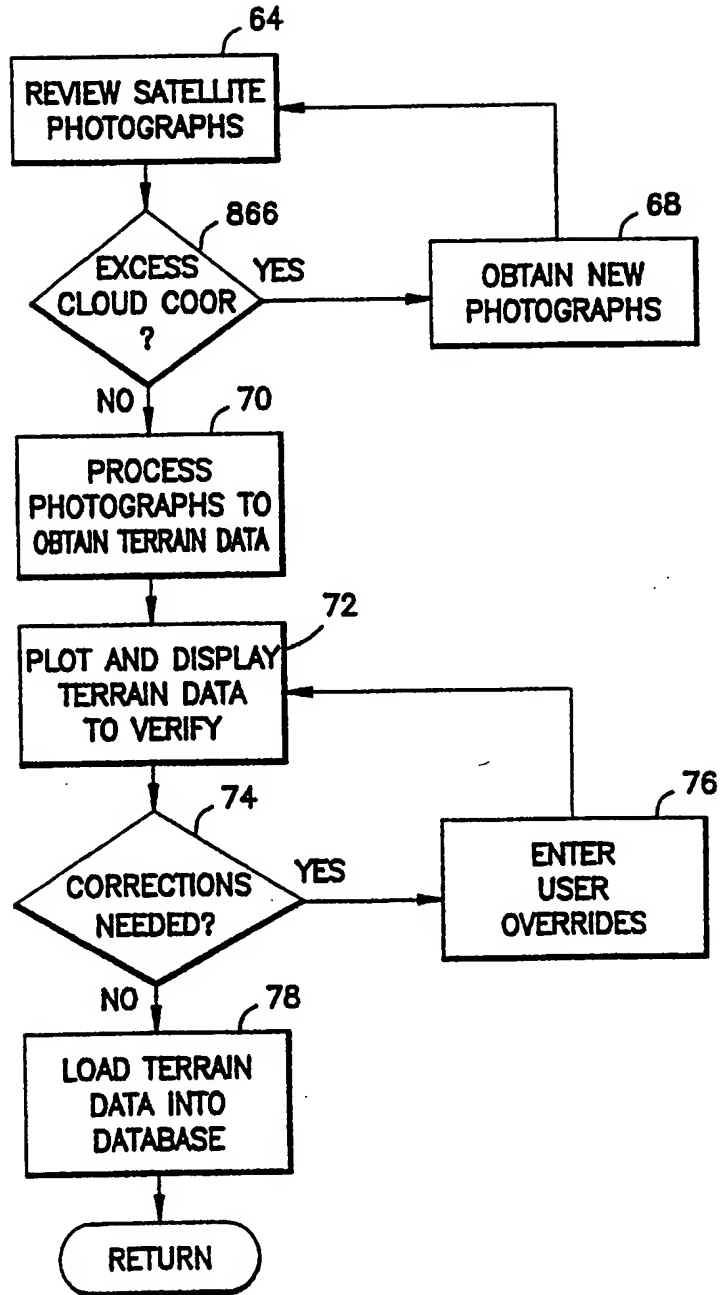 64
REVIEW SATELLITE
PHOTOGRAPHS
866
EXCESS
CLOUD COOR
?
YES
68
OBTAIN NEW
PHOTOGRAPHS
NO
70
PROCESS
PHOTOGRAPHS TO
OBTAIN TERRAIN DATA
72
PLOT AND DISPLAY
TERRAIN DATA
TO VERIFY
74
CORRECTIONS
NEEDED?
YES
76
ENTER
USER
OVERRIDES
NO
78
LOAD TERRAIN
DATA INTO
DATABASE
RETURN